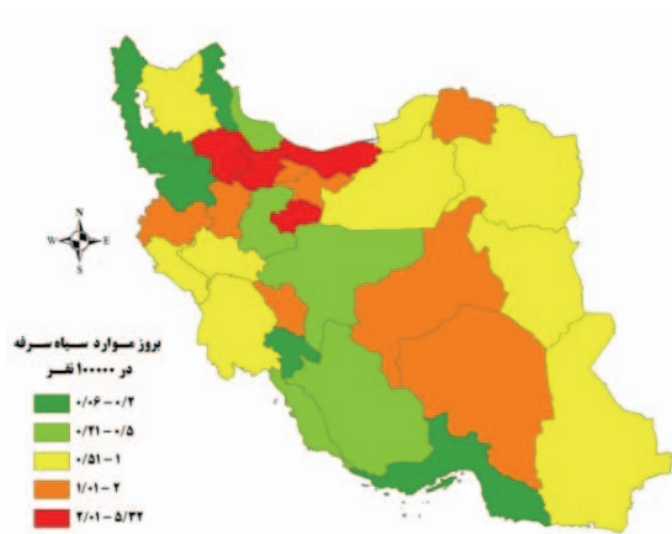 N
W E
S
بروز موارد سیاه سرفه
در ۱۰۰۰۰۰ نفر
۰/۰۶ – ۰/۲
۰/۲۱ – ۰/۵
۰/۵۱ – ۱
۱/۰۱ – ۲
۲/۰۱ – ۵/۳۲